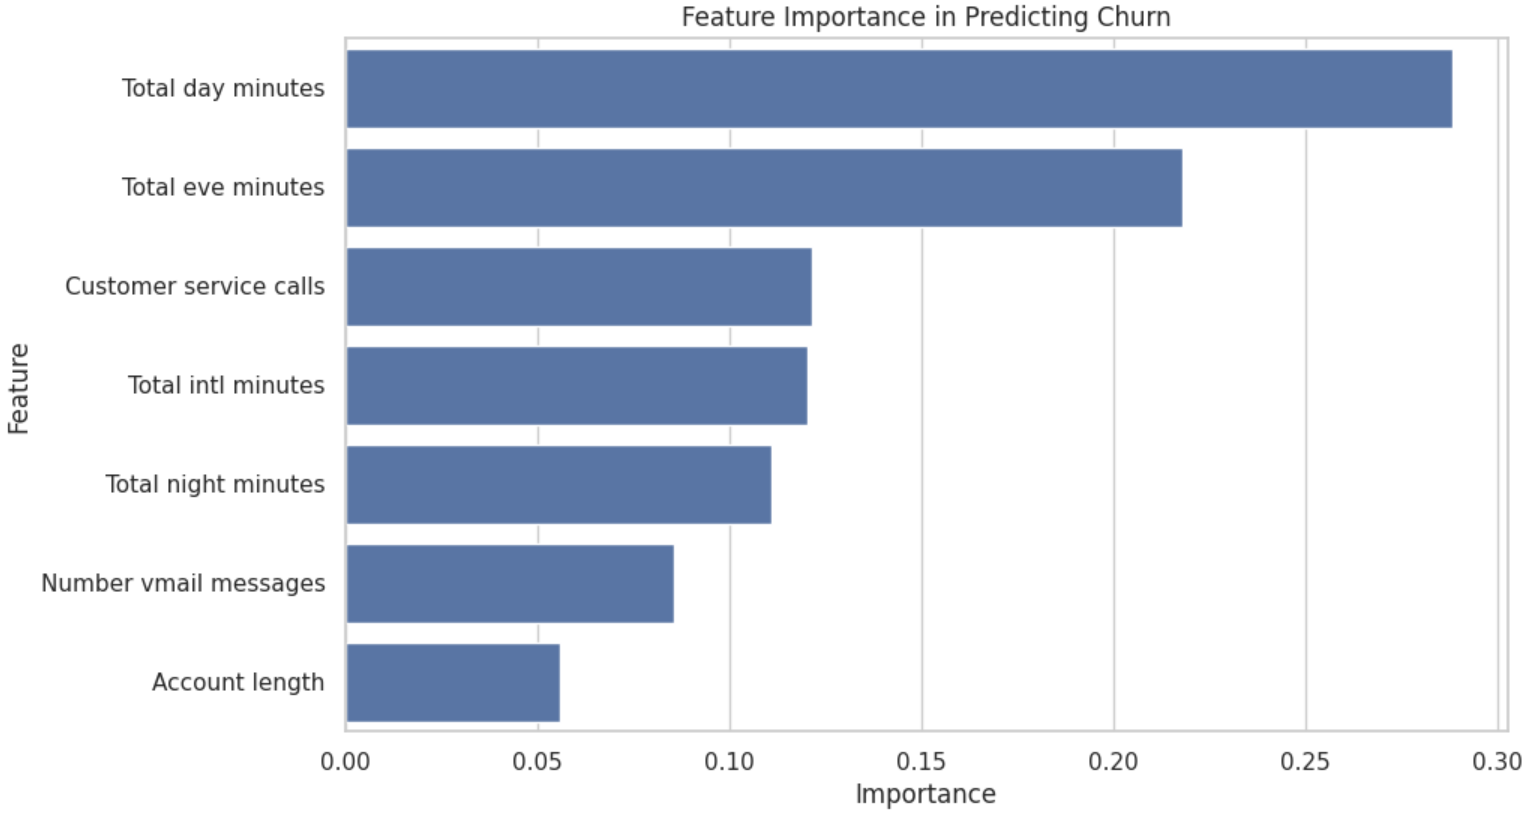 Feature Importance in Predicting Churn
Total day minutes
Total eve minutes
Customer service calls
Total intl minutes
Total night minutes
Number vmail messages
Account length
Feature
0.00 0.05 0.10 0.15 0.20 0.25 0.30
Importance